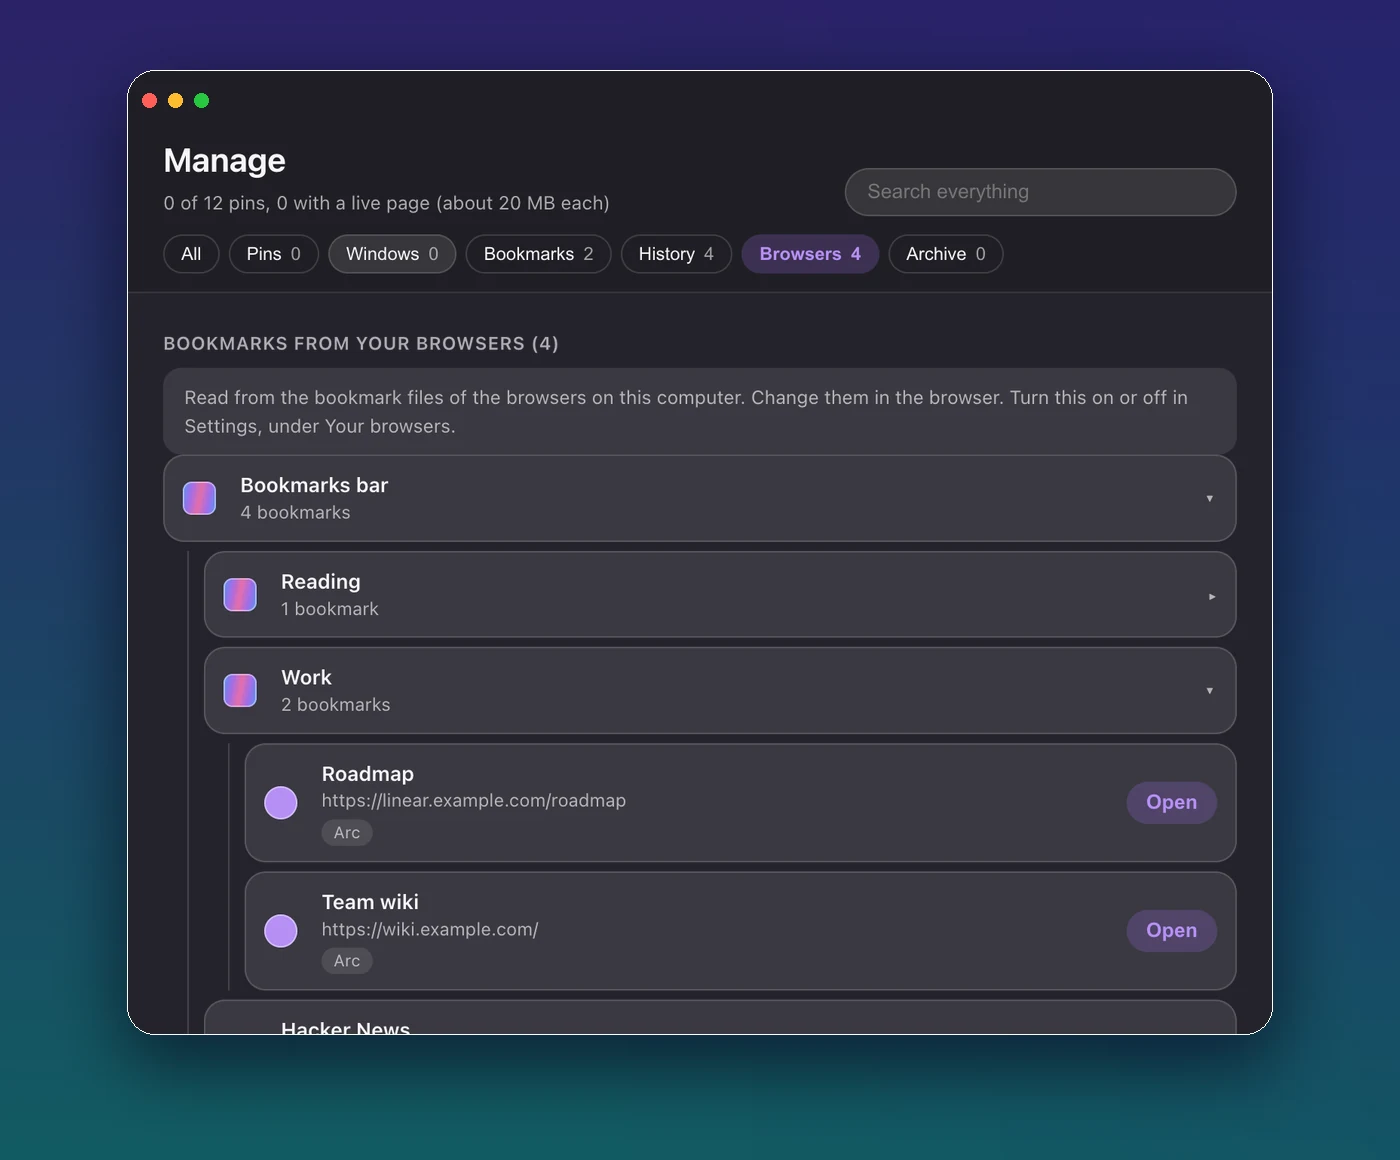 Manage
0 of 12 pins, 0 with a live page (about 20 MB each)
Search everything
All
Pins 0
Windows 0
Bookmarks 2
History 4
Browsers 4
Archive 0
BOOKMARKS FROM YOUR BROWSERS (4)
Read from the bookmark files of the browsers on this computer. Change them in the browser. Turn this on or off in
Settings, under Your browsers.
Bookmarks bar
4 bookmarks
Reading
1 bookmark
Work
2 bookmarks
Roadmap
https://linear.example.com/roadmap
Arc
Open
Team wiki
https://wiki.example.com/
Arc
Open
Hacker News